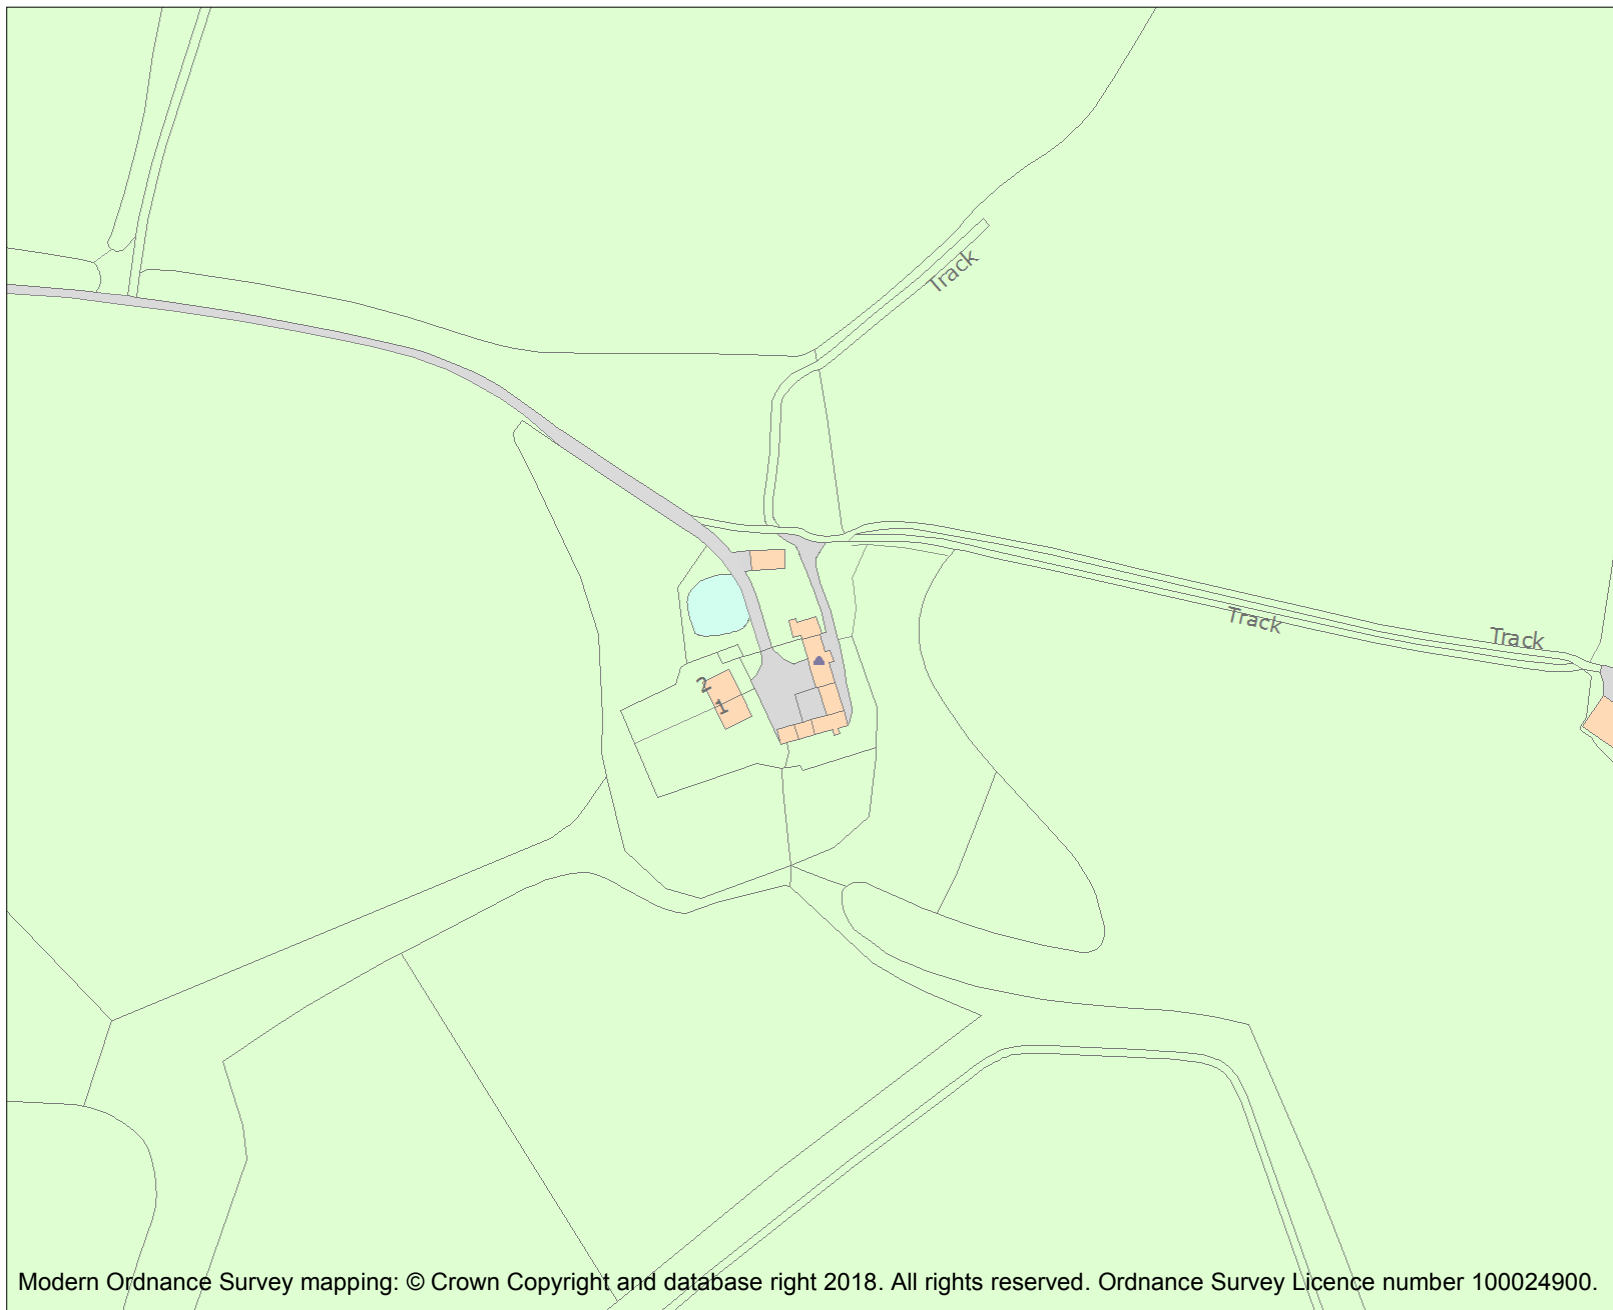 Track
Track
Track
2
1
Modern Ordnance Survey mapping: © Crown Copyright and database right 2018. All rights reserved. Ordnance Survey Licence number 100024900.